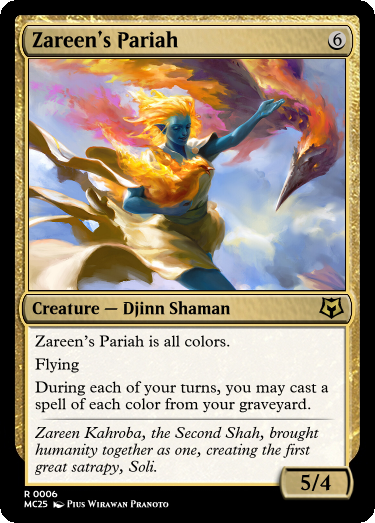 Zareen's Pariah 6
Creature — Djinn Shaman
Zareen's Pariah is all colors.
Flying
During each of your turns, you may cast a
spell of each color from your graveyard.
Zareen Kahroba, the Second Shah, brought
humanity together as one, creating the first
great satrapy, Soli.
5/4
R 0006
MC25 Pius Wirawan Pranoto